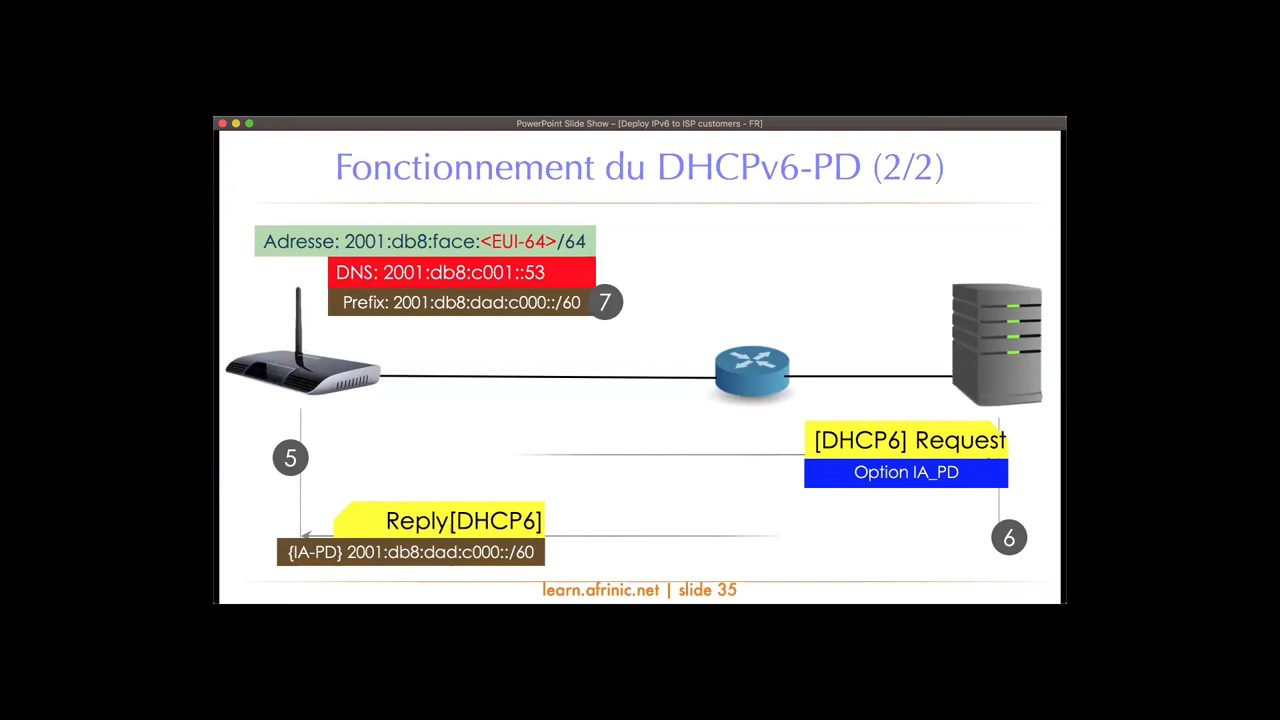 PowerPoint Slide Show – [Deploy IPv6 to ISP customers - FR]
Fonctionnement du DHCPv6-PD (2/2)
Adresse: 2001:db8:face:<EUI-64>/64
DNS: 2001:db8:c001::53
Prefix: 2001:db8:dad:c000::/60
7
[DHCP6] Request
5
Option IA_PD
Reply[DHCP6]
6
{IA-PD} 2001:db8:dad:c000::/60
learn.afrinic.net | slide 35